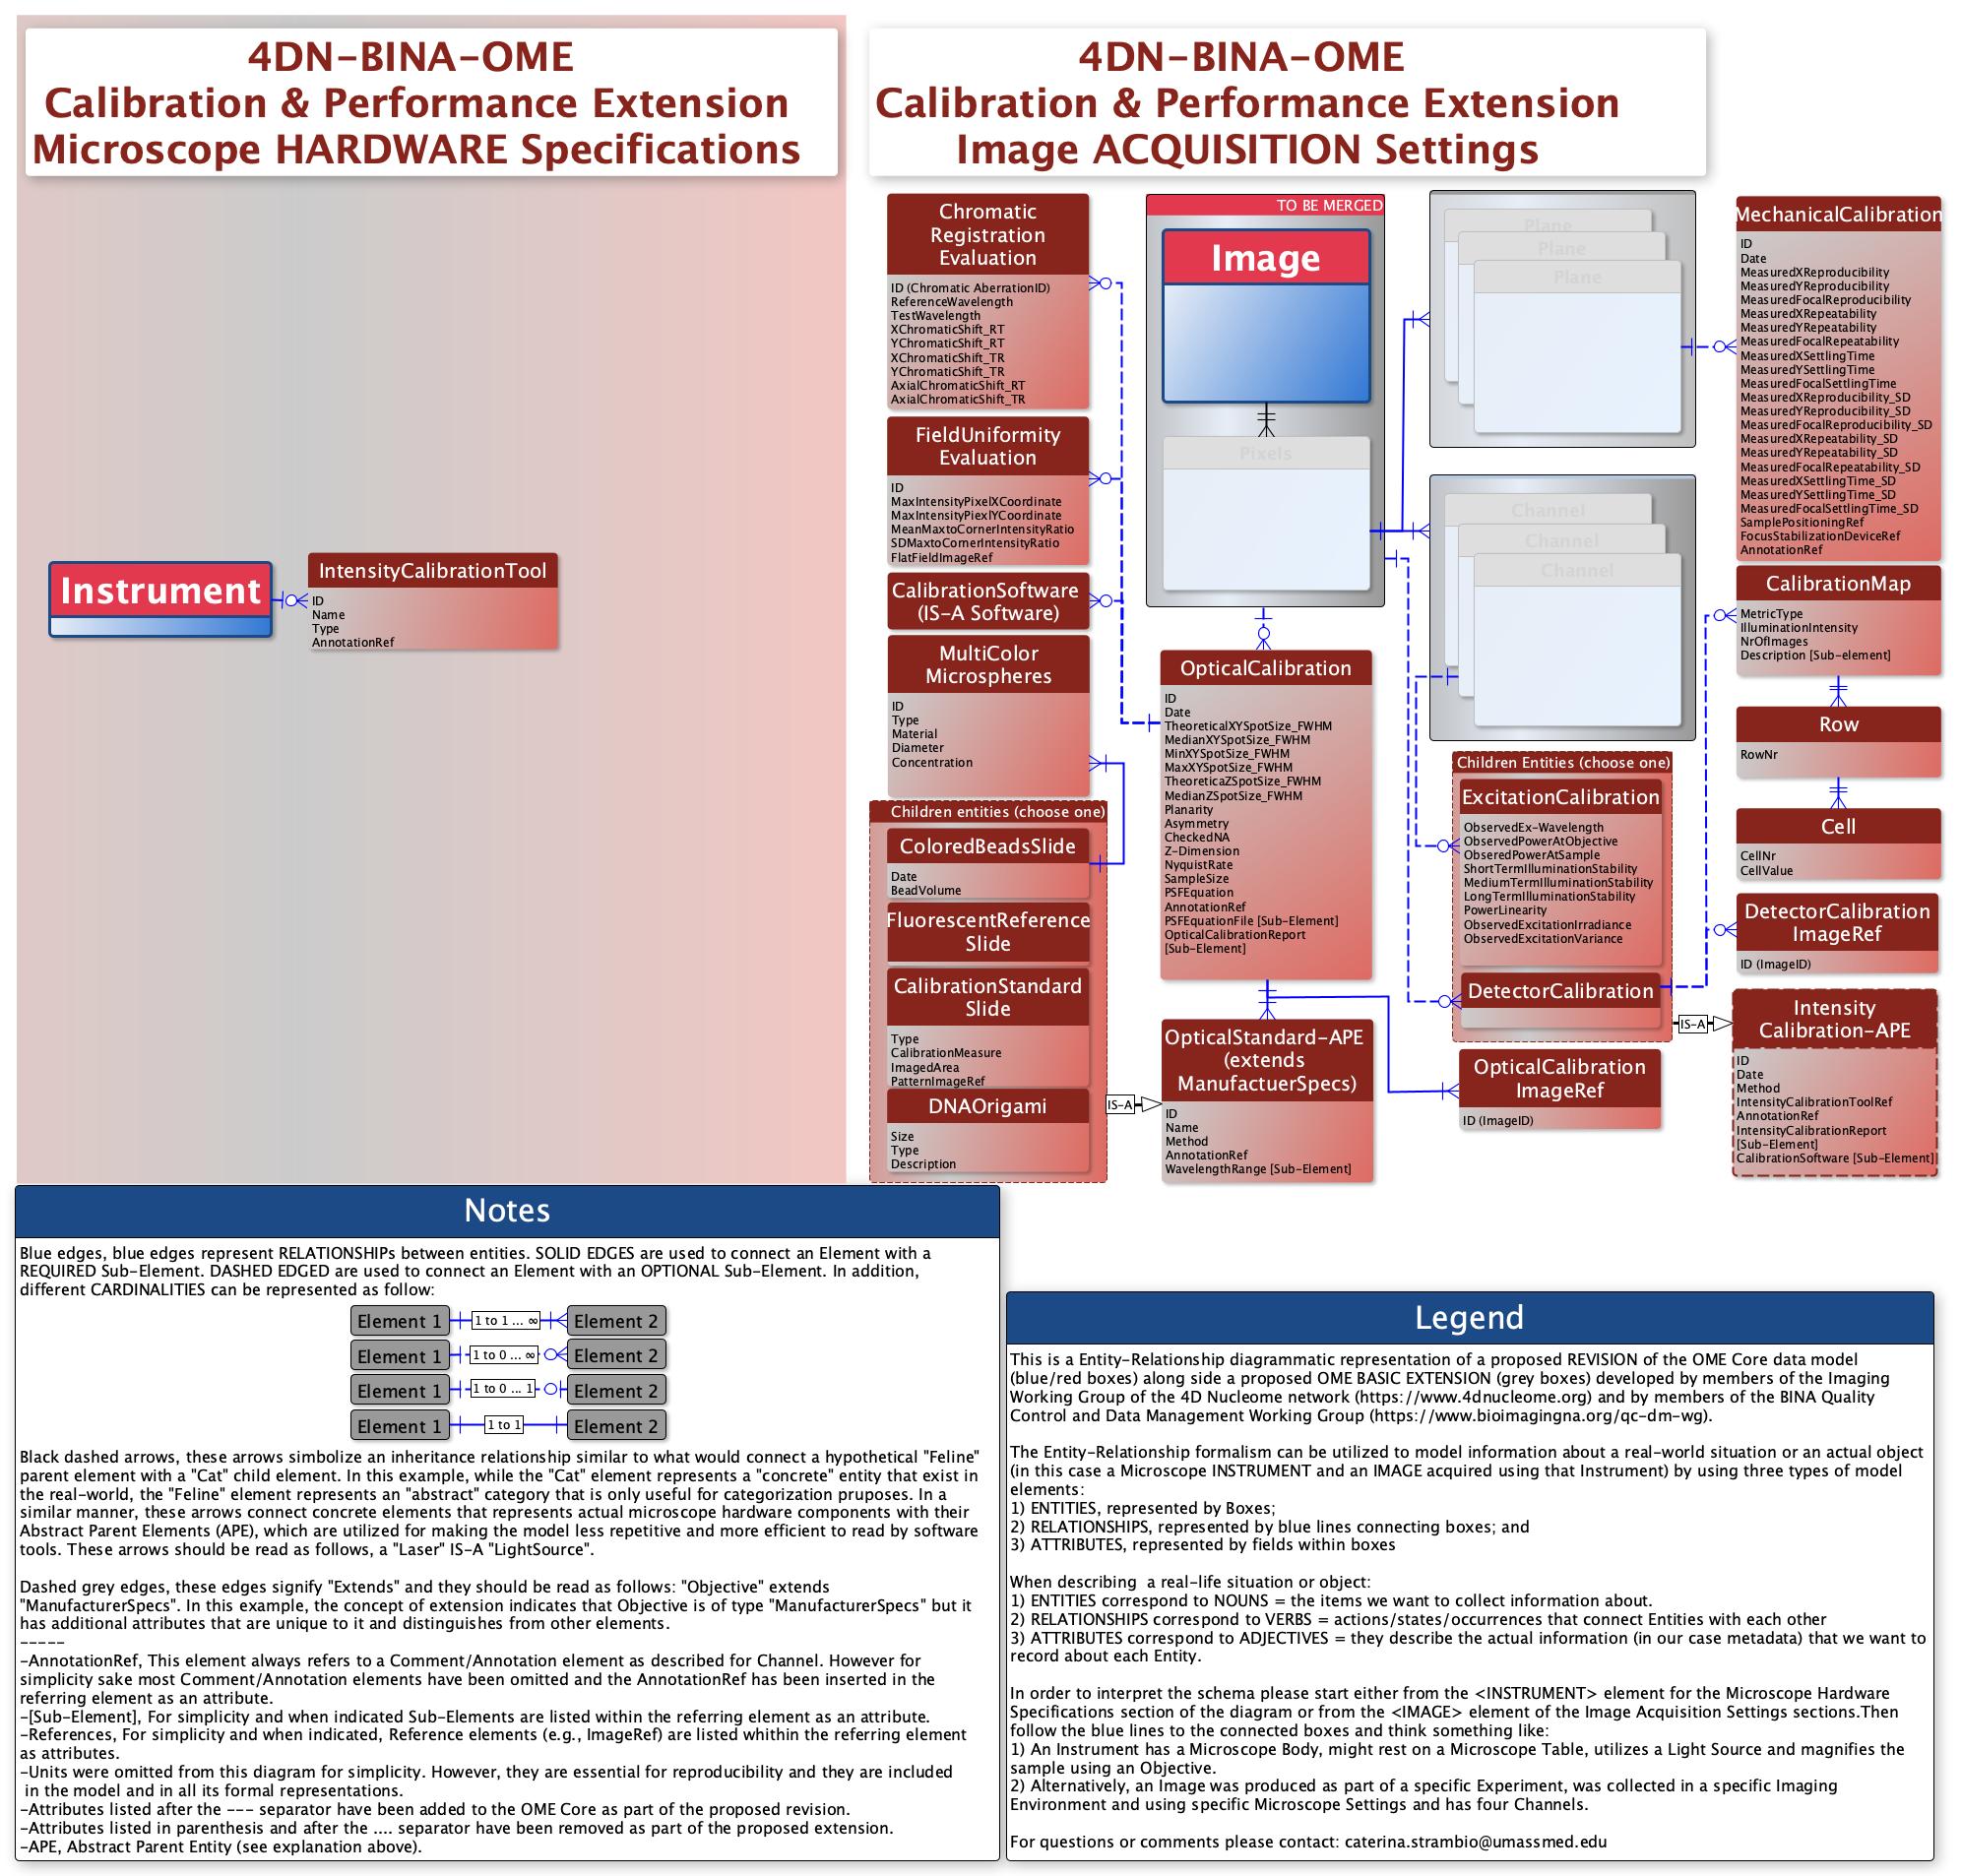 4DN-BINA-OME
Calibration & Performance Extension
Microscope HARDWARE Specifications
4DN-BINA-OME
Calibration & Performance Extension
Image ACQUISITION Settings
Instrument
IntensityCalibrationTool
ID
Name
Type
AnnotationRef
Chromatic
Registration
Evaluation
ID (Chromatic AberrationID)
ReferenceWavelength
TestWavelength
XChromaticShift_RT
YChromaticShift_RT
XChromaticShift_TR
YChromaticShift_TR
AxialChromaticShift_RT
AxialChromaticShift_TR
FieldUniformity
Evaluation
ID
MaxIntensityPixelXCoordinate
MaxIntensityPiexlYCoordinate
MeanMaxtoCornerIntensityRatio
SDMaxtoCornerIntensityRatio
FlatFieldImageRef
CalibrationSoftware
(IS-A Software)
MultiColor
Microspheres
ID
Type
Material
Diameter
Concentration
Children entities (choose one)
ColoredBeadsSlide
Date
BeadVolume
FluorescentReference
Slide
CalibrationStandard
Slide
Type
CalibrationMeasure
ImagedArea
PatternImageRef
DNAOrigami
Size
Type
Description
IS-A
TO BE MERGED
Image
Pixels
OpticalCalibration
ID
Date
TheoreticalXYSpotSize_FWHM
MedianXYSpotSize_FWHM
MinXYSpotSize_FWHM
MaxXYSpotSize_FWHM
TheoreticaZSpotSize_FWHM
MedianZSpotSize_FWHM
Planarity
Asymmetry
CheckedNA
Z-Dimension
NyquistRate
SampleSize
PSFEquation
AnnotationRef
PSFEquationFile [Sub-Element]
OpticalCalibrationReport
[Sub-Element]
OpticalStandard-APE
(extends
ManufactuerSpecs)
ID
Name
Method
AnnotationRef
WavelengthRange [Sub-Element]
Plane
Plane
Plane
Channel
Channel
Channel
Children Entities (choose one)
ExcitationCalibration
ObservedEx-Wavelength
ObservedPowerAtObjective
ObseredPowerAtSample
ShortTermIlluminationStability
MediumTermIlluminationStability
LongTermIlluminationStability
PowerLinearity
ObservedExcitationIrradiance
ObservedExcitationVariance
DetectorCalibration
IS-A
OpticalCalibration
ImageRef
ID (ImageID)
MechanicalCalibration
ID
Date
MeasuredXReproducibility
MeasuredYReproducibility
MeasuredFocalReproducibility
MeasuredXRepeatability
MeasuredYRepeatability
MeasuredFocalRepeatability
MeasuredXSettlingTime
MeasuredYSettlingTime
MeasuredFocalSettlingTime
MeasuredXReproducibility_SD
MeasuredYReproducibility_SD
MeasuredFocalReproducibility_SD
MeasuredXRepeatability_SD
MeasuredYRepeatability_SD
MeasuredFocalRepeatability_SD
MeasuredXSettlingTime_SD
MeasuredYSettlingTime_SD
MeasuredFocalSettlingTime_SD
SamplePositioningRef
FocusStabilizationDeviceRef
AnnotationRef
CalibrationMap
MetricType
IlluminationIntensity
NrOfImages
Description [Sub-element]
Row
RowNr
Cell
CellNr
CellValue
DetectorCalibration
ImageRef
ID (ImageID)
Intensity
Calibration-APE
ID
Date
Method
IntensityCalibrationToolRef
AnnotationRef
IntensityCalibrationReport
[Sub-Element]
CalibrationSoftware [Sub-Element]
Notes
Blue edges, blue edges represent RELATIONSHIPs between entities. SOLID EDGES are used to connect an Element with a
REQUIRED Sub-Element. DASHED EDGED are used to connect an Element with an OPTIONAL Sub-Element. In addition,
different CARDINALITIES can be represented as follow:
Element 1 1 to 1 ... ∞ Element 2
Element 1 1 to 0 ... ∞ Element 2
Element 1 1 to 0 ... 1 Element 2
Element 1 1 to 1 Element 2
Black dashed arrows, these arrows simbolize an inheritance relationship similar to what would connect a hypothetical "Feline"
parent element with a "Cat" child element. In this example, while the "Cat" element represents a "concrete" entity that exist in
the real-world, the "Feline" element represents an "abstract" category that is only useful for categorization pruposes. In a
similar manner, these arrows connect concrete elements that represents actual microscope hardware components with their
Abstract Parent Elements (APE), which are utilized for making the model less repetitive and more efficient to read by software
tools. These arrows should be read as follows, a "Laser" IS-A "LightSource".
Dashed grey edges, these edges signify "Extends" and they should be read as follows: "Objective" extends
"ManufacturerSpecs". In this example, the concept of extension indicates that Objective is of type "ManufacturerSpecs" but it
has additional attributes that are unique to it and distinguishes from other elements.
-----
-AnnotationRef, This element always refers to a Comment/Annotation element as described for Channel. However for
simplicity sake most Comment/Annotation elements have been omitted and the AnnotationRef has been inserted in the
referring element as an attribute.
-[Sub-Element], For simplicity and when indicated Sub-Elements are listed within the referring element as an attribute.
-References, For simplicity and when indicated, Reference elements (e.g., ImageRef) are listed whithin the referring element
as attributes.
-Units were omitted from this diagram for simplicity. However, they are essential for reproducibility and they are included
in the model and in all its formal representations.
-Attributes listed after the --- separator have been added to the OME Core as part of the proposed revision.
-Attributes listed in parenthesis and after the .... separator have been removed as part of the proposed extension.
-APE, Abstract Parent Entity (see explanation above).
Legend
This is a Entity-Relationship diagrammatic representation of a proposed REVISION of the OME Core data model
(blue/red boxes) along side a proposed OME BASIC EXTENSION (grey boxes) developed by members of the Imaging
Working Group of the 4D Nucleome network (https://www.4dnucleome.org) and by members of the BINA Quality
Control and Data Management Working Group (https://www.bioimagingna.org/qc-dm-wg).
The Entity-Relationship formalism can be utilized to model information about a real-world situation or an actual object
(in this case a Microscope INSTRUMENT and an IMAGE acquired using that Instrument) by using three types of model
elements:
1) ENTITIES, represented by Boxes;
2) RELATIONSHIPS, represented by blue lines connecting boxes; and
3) ATTRIBUTES, represented by fields within boxes
When describing a real-life situation or object:
1) ENTITIES correspond to NOUNS = the items we want to collect information about.
2) RELATIONSHIPS correspond to VERBS = actions/states/occurrences that connect Entities with each other
3) ATTRIBUTES correspond to ADJECTIVES = they describe the actual information (in our case metadata) that we want to
record about each Entity.
In order to interpret the schema please start either from the <INSTRUMENT> element for the Microscope Hardware
Specifications section of the diagram or from the <IMAGE> element of the Image Acquisition Settings sections.Then
follow the blue lines to the connected boxes and think something like:
1) An Instrument has a Microscope Body, might rest on a Microscope Table, utilizes a Light Source and magnifies the
sample using an Objective.
2) Alternatively, an Image was produced as part of a specific Experiment, was collected in a specific Imaging
Environment and using specific Microscope Settings and has four Channels.
For questions or comments please contact: caterina.strambio@umassmed.edu